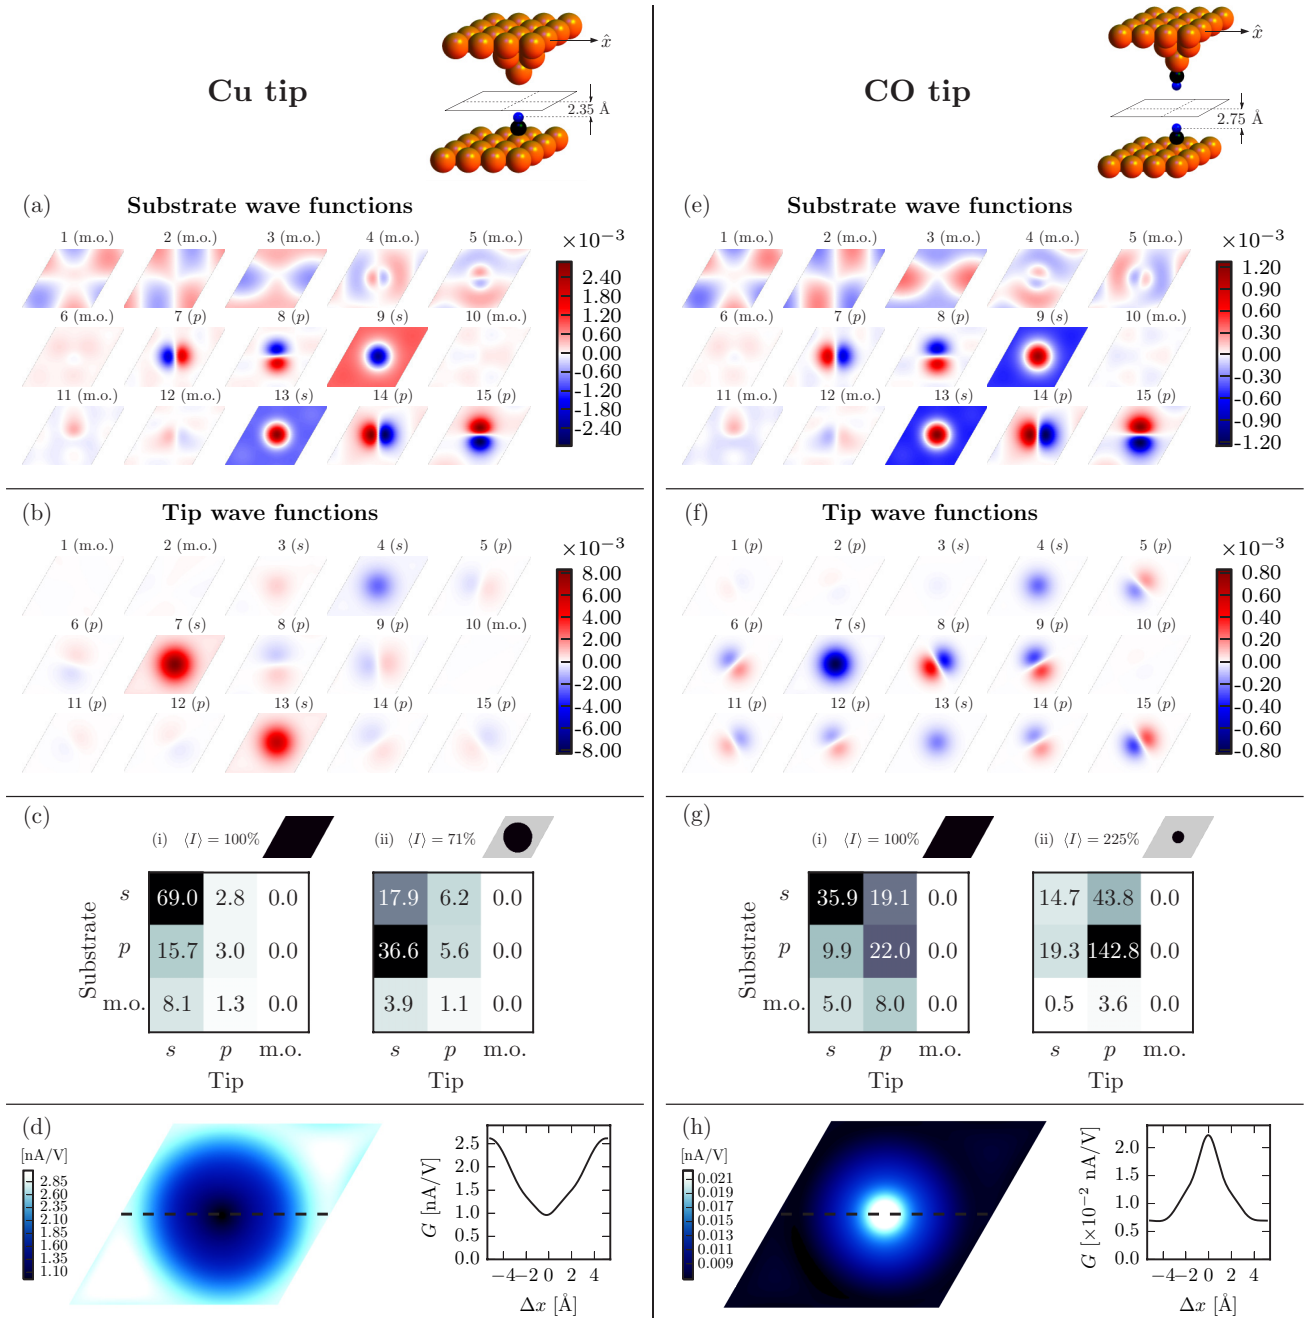 Cu tip
x̂
2.35 Å
(a) Substrate wave functions
1 (m.o.) 2 (m.o.) 3 (m.o.) 4 (m.o.) 5 (m.o.)
6 (m.o.) 7 (p) 8 (p) 9 (s) 10 (m.o.)
11 (m.o.) 12 (m.o.) 13 (s) 14 (p) 15 (p)
×10⁻³
2.40
1.80
1.20
0.60
0.00
-0.60
-1.20
-1.80
-2.40
(b) Tip wave functions
1 (m.o.) 2 (m.o.) 3 (s) 4 (s) 5 (p)
6 (p) 7 (s) 8 (p) 9 (p) 10 (m.o.)
11 (p) 12 (p) 13 (s) 14 (p) 15 (p)
×10⁻³
8.00
6.00
4.00
2.00
0.00
-2.00
-4.00
-6.00
-8.00
(c)
(i) ⟨I⟩ = 100% (ii) ⟨I⟩ = 71%
Substrate
s 69.0 2.8 0.0 17.9 6.2 0.0
p 15.7 3.0 0.0 36.6 5.6 0.0
m.o. 8.1 1.3 0.0 3.9 1.1 0.0
s p m.o. s p m.o.
Tip Tip
(d)
[nA/V]
2.85
2.60
2.35
2.10
1.85
1.60
1.35
1.10
G [nA/V]
2.5
2.0
1.5
1.0
0.5
0.0
−4 −2 0 2 4
Δx [Å]
CO tip
x̂
2.75 Å
(e) Substrate wave functions
1 (m.o.) 2 (m.o.) 3 (m.o.) 4 (m.o.) 5 (m.o.)
6 (m.o.) 7 (p) 8 (p) 9 (s) 10 (m.o.)
11 (m.o.) 12 (m.o.) 13 (s) 14 (p) 15 (p)
×10⁻³
1.20
0.90
0.60
0.30
0.00
-0.30
-0.60
-0.90
-1.20
(f) Tip wave functions
1 (p) 2 (p) 3 (s) 4 (s) 5 (p)
6 (p) 7 (s) 8 (p) 9 (p) 10 (p)
11 (p) 12 (p) 13 (s) 14 (p) 15 (p)
×10⁻³
0.80
0.60
0.40
0.20
0.00
-0.20
-0.40
-0.60
-0.80
(g)
(i) ⟨I⟩ = 100% (ii) ⟨I⟩ = 225%
Substrate
s 35.9 19.1 0.0 14.7 43.8 0.0
p 9.9 22.0 0.0 19.3 142.8 0.0
m.o. 5.0 8.0 0.0 0.5 3.6 0.0
s p m.o. s p m.o.
Tip Tip
(h)
[nA/V]
0.021
0.019
0.017
0.015
0.013
0.011
0.009
G [×10⁻² nA/V]
2.0
1.5
1.0
0.5
0.0
−4 −2 0 2 4
Δx [Å]